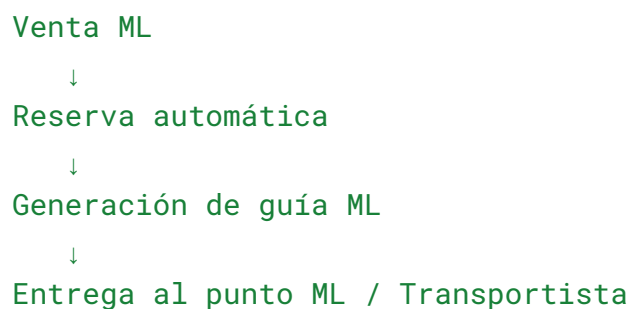 Venta ML
↓
Reserva automática
↓
Generación de guía ML
↓
Entrega al punto ML / Transportista